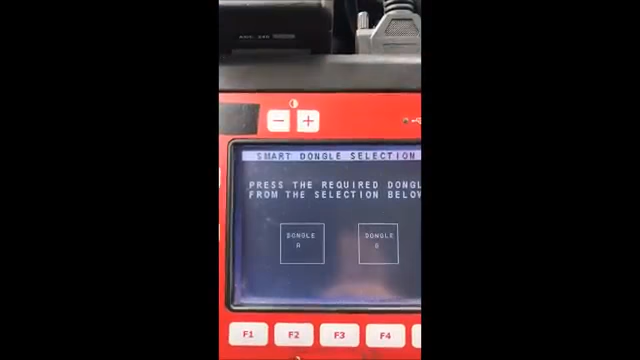 − +
SMART DONGLE SELECTION
PRESS THE REQUIRED DONGL
FROM THE SELECTION BELOW
DONGLE DONGLE
A B
F1 F2 F3 F4